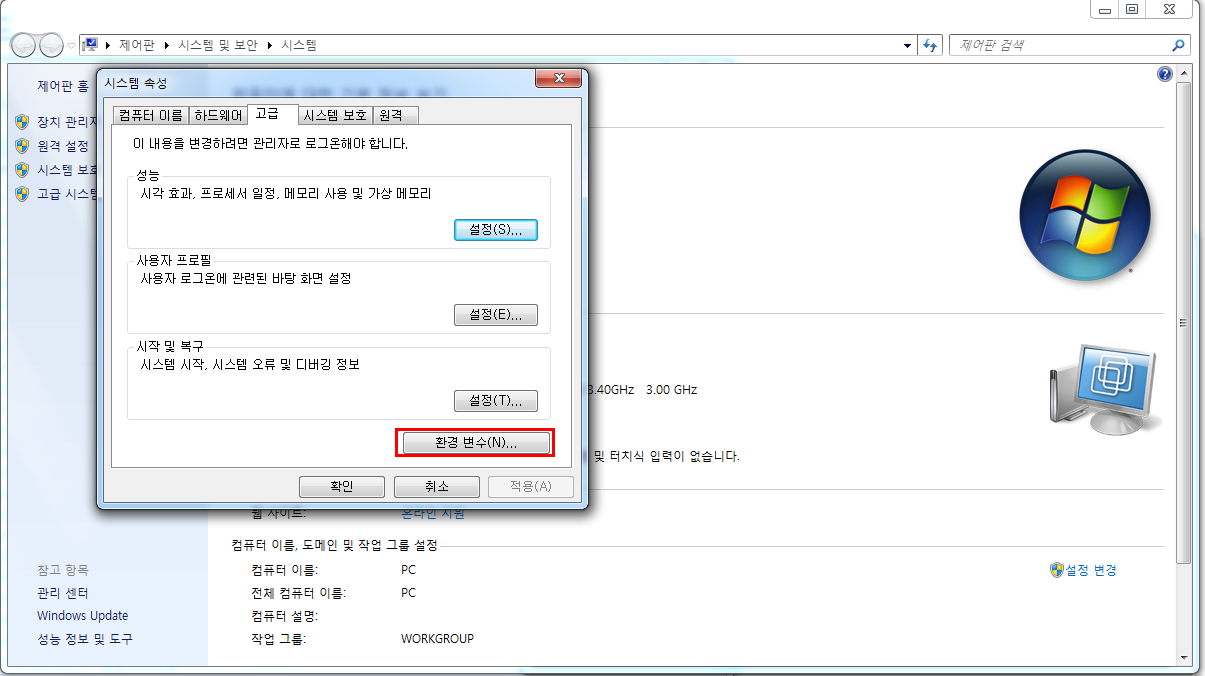 제어판 ▶ 시스템 및 보안 ▶ 시스템
제어판 검색
제어판 홈
장치 관리자
원격 설정
시스템 보호
고급 시스템
시스템 속성
컴퓨터 이름 하드웨어 고급 시스템 보호 원격
이 내용을 변경하려면 관리자로 로그온해야 합니다.
성능
시각 효과, 프로세서 일정, 메모리 사용 및 가상 메모리
설정(S)...
사용자 프로필
사용자 로그온에 관련된 바탕 화면 설정
설정(E)...
시작 및 복구
시스템 시작, 시스템 오류 및 디버깅 정보
설정(T)...
환경 변수(N)...
확인 취소 적용(A)
3.40GHz 3.00 GHz
및 터치식 입력이 없습니다.
웹 사이트: 온라인 지원
컴퓨터 이름, 도메인 및 작업 그룹 설정
컴퓨터 이름: PC
설정 변경
전체 컴퓨터 이름: PC
컴퓨터 설명:
작업 그룹: WORKGROUP
참고 항목
관리 센터
Windows Update
성능 정보 및 도구